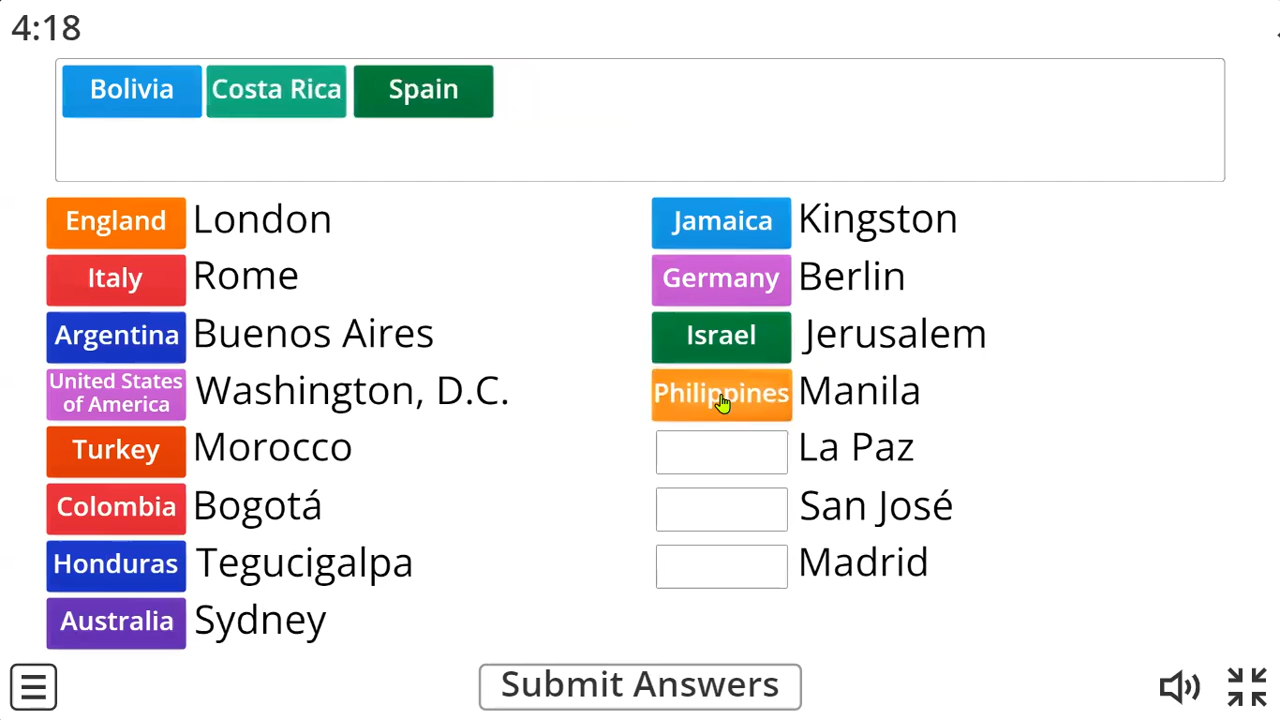 4:18
Bolivia Costa Rica Spain
England London
Italy Rome
Argentina Buenos Aires
United States
of America Washington, D.C.
Turkey Morocco
Colombia Bogotá
Honduras Tegucigalpa
Australia Sydney
Jamaica Kingston
Germany Berlin
Israel Jerusalem
Philippines Manila
La Paz
San José
Madrid
Submit Answers